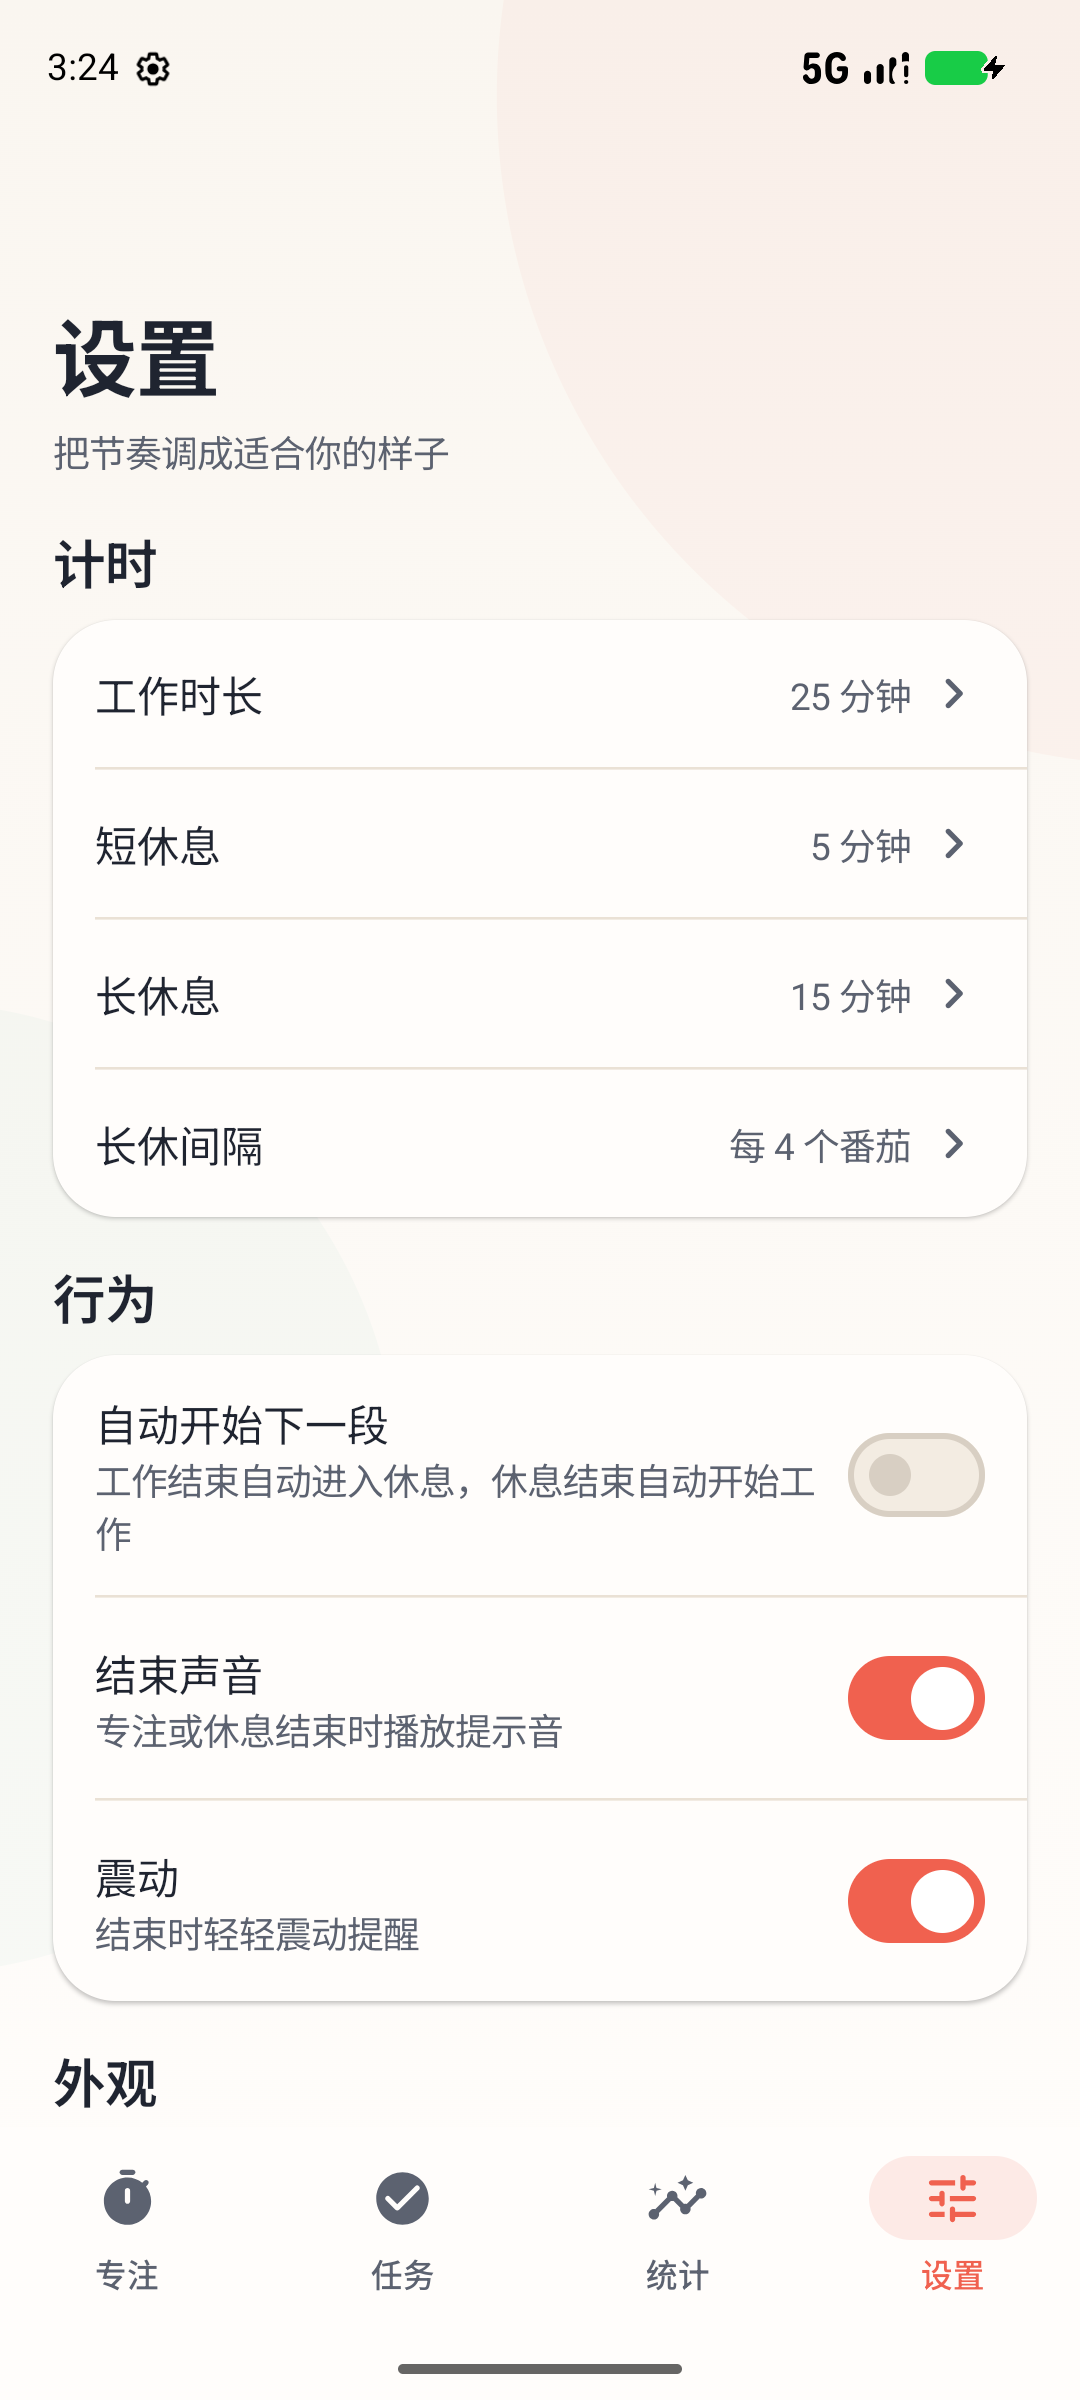 3:24
5G
设置
把节奏调成适合你的样子
计时
工作时长 25 分钟
短休息 5 分钟
长休息 15 分钟
长休间隔 每 4 个番茄
行为
自动开始下一段
工作结束自动进入休息，休息结束自动开始工
作
结束声音
专注或休息结束时播放提示音
震动
结束时轻轻震动提醒
外观
专注 任务 统计 设置